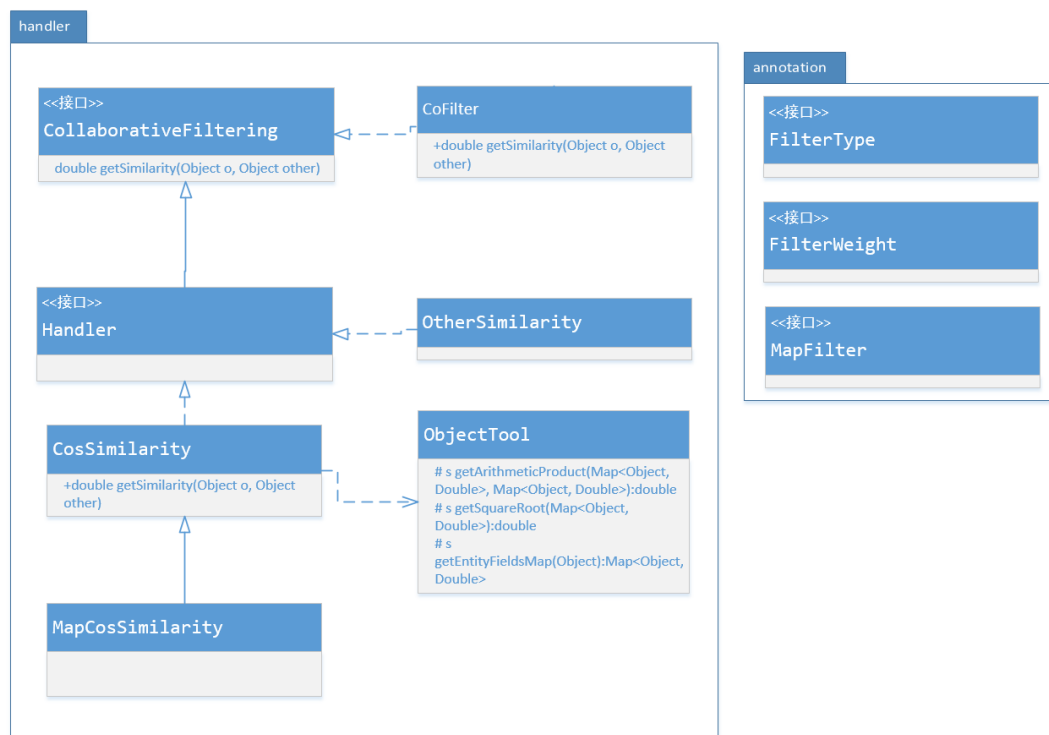 handler
<<接口>>
CollaborativeFiltering
double getSimilarity(Object o, Object other)
CoFilter
+double getSimilarity(Object o, Object
other)
<<接口>>
Handler
OtherSimilarity
CosSimilarity
+double getSimilarity(Object o, Object
other)
ObjectTool
# s getArithmeticProduct(Map<Object,
Double>, Map<Object, Double>):double
# s getSquareRoot(Map<Object,
Double>):double
# s
getEntityFieldsMap(Object):Map<Object,
Double>
MapCosSimilarity
annotation
<<接口>>
FilterType
<<接口>>
FilterWeight
<<接口>>
MapFilter